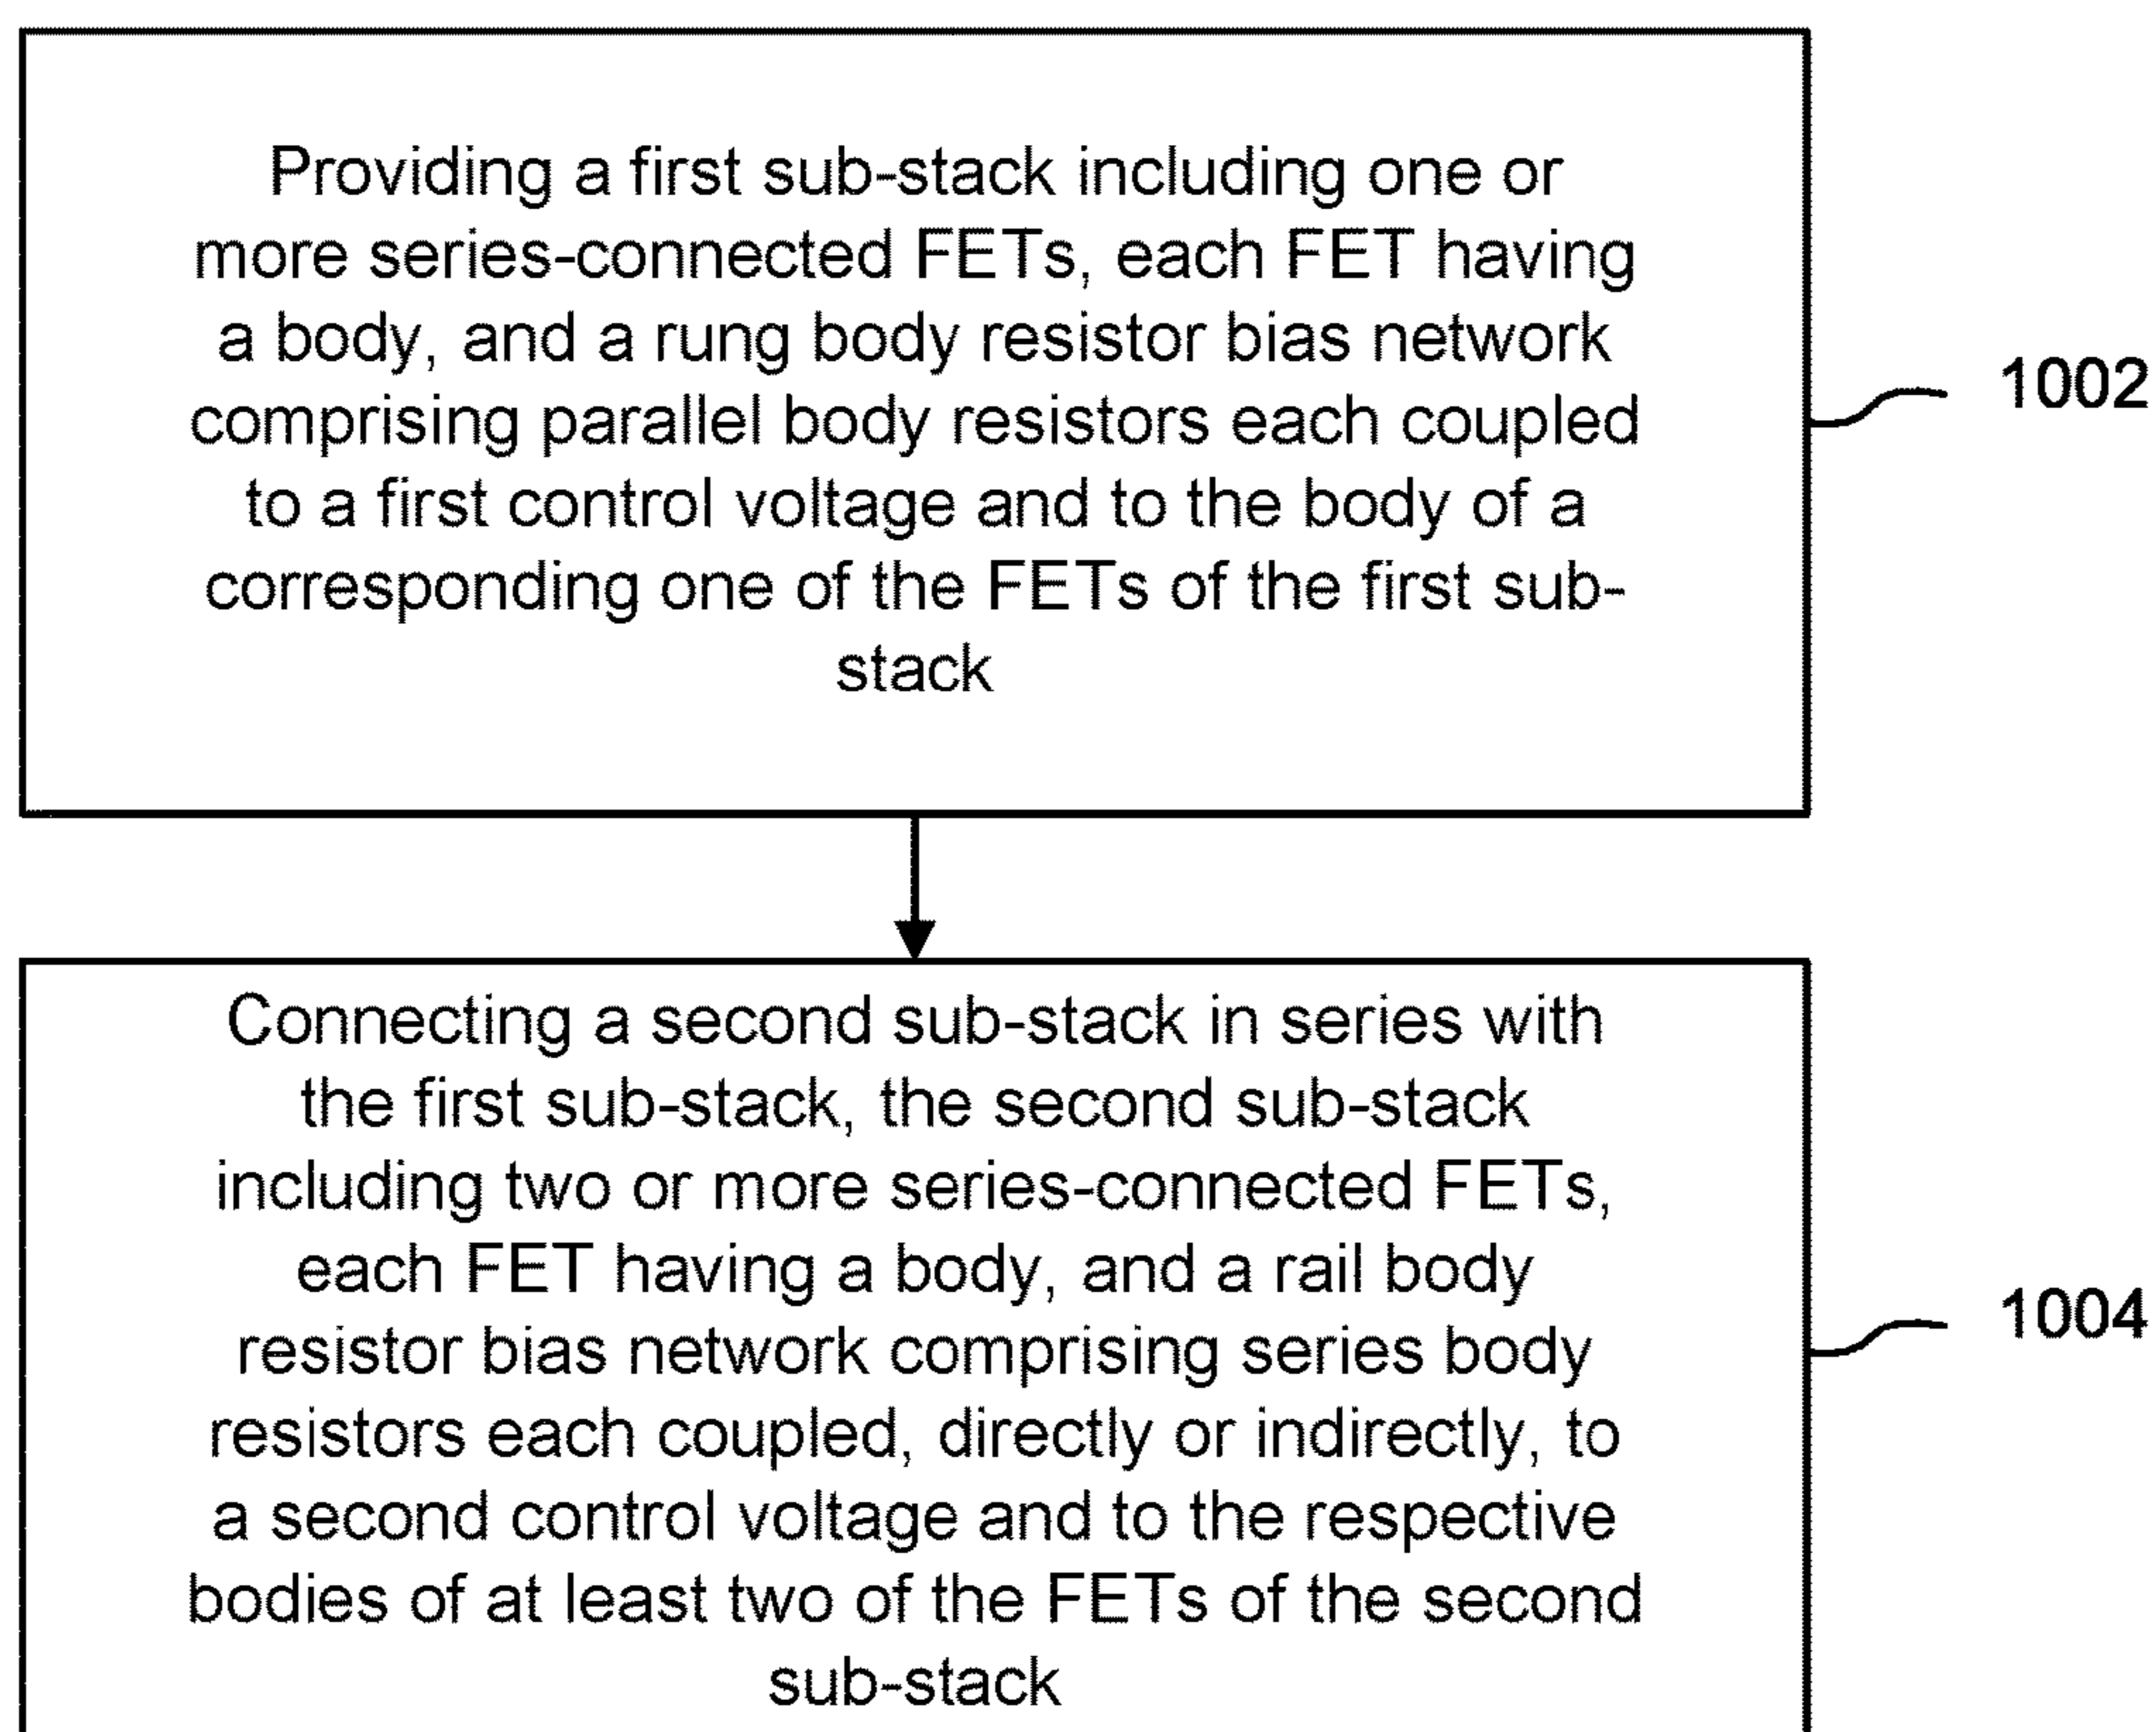 Providing a first sub-stack including one or
more series-connected FETs, each FET having
a body, and a rung body resistor bias network
comprising parallel body resistors each coupled
to a first control voltage and to the body of a
corresponding one of the FETs of the first sub-
stack
1002
Connecting a second sub-stack in series with
the first sub-stack, the second sub-stack
including two or more series-connected FETs,
each FET having a body, and a rail body
resistor bias network comprising series body
resistors each coupled, directly or indirectly, to
a second control voltage and to the respective
bodies of at least two of the FETs of the second
sub-stack
1004